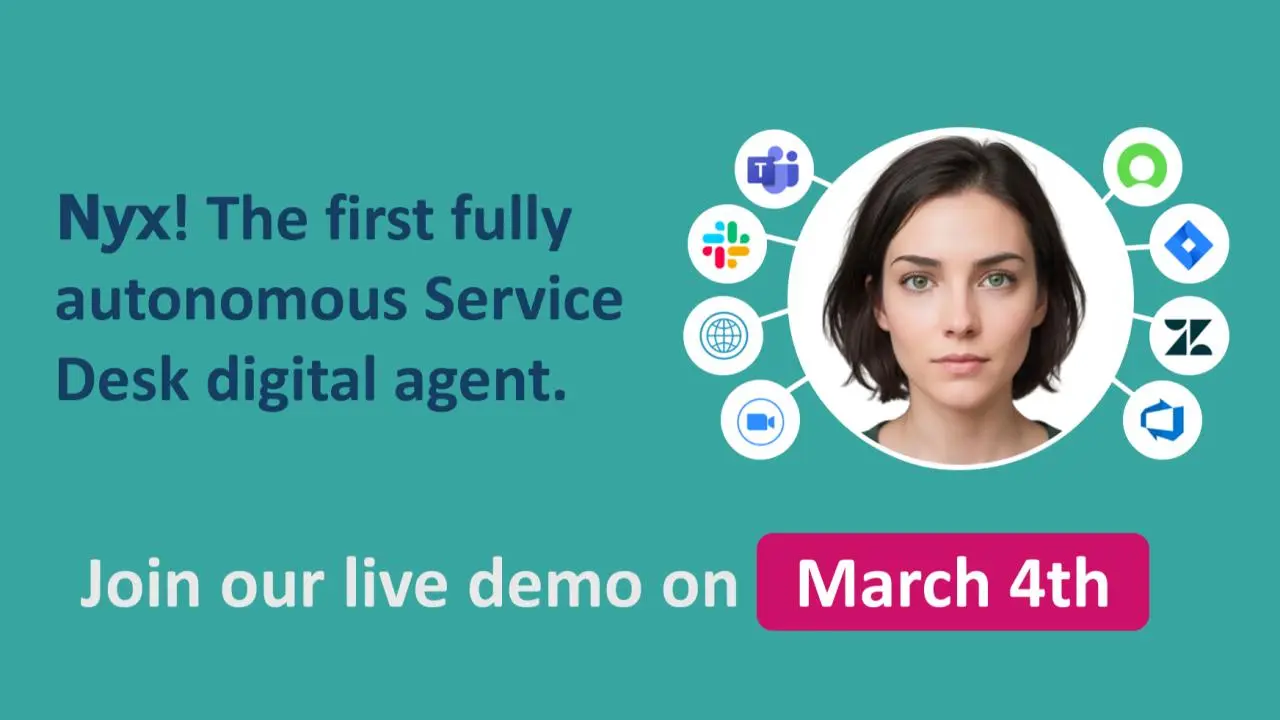 Nyx! The first fully
autonomous Service
Desk digital agent.
T
Join our live demo on March 4th